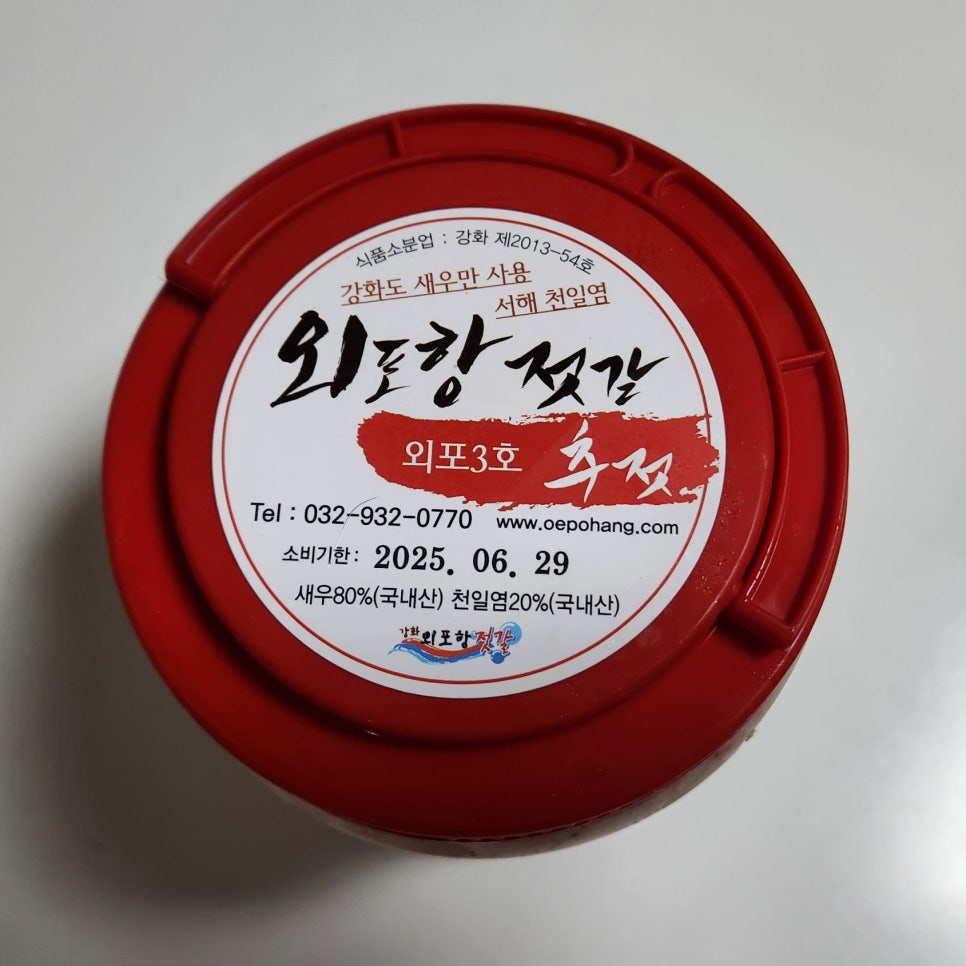 식품소분업 : 강화 제2013-54호
강화도 새우만 사용
서해 천일염
외포항 젓갈
외포3호 추젓
Tel : 032-932-0770 www.oepohang.com
소비기한 : 2025. 06. 29
새우80%(국내산) 천일염20%(국내산)
강화 외포항 젓갈